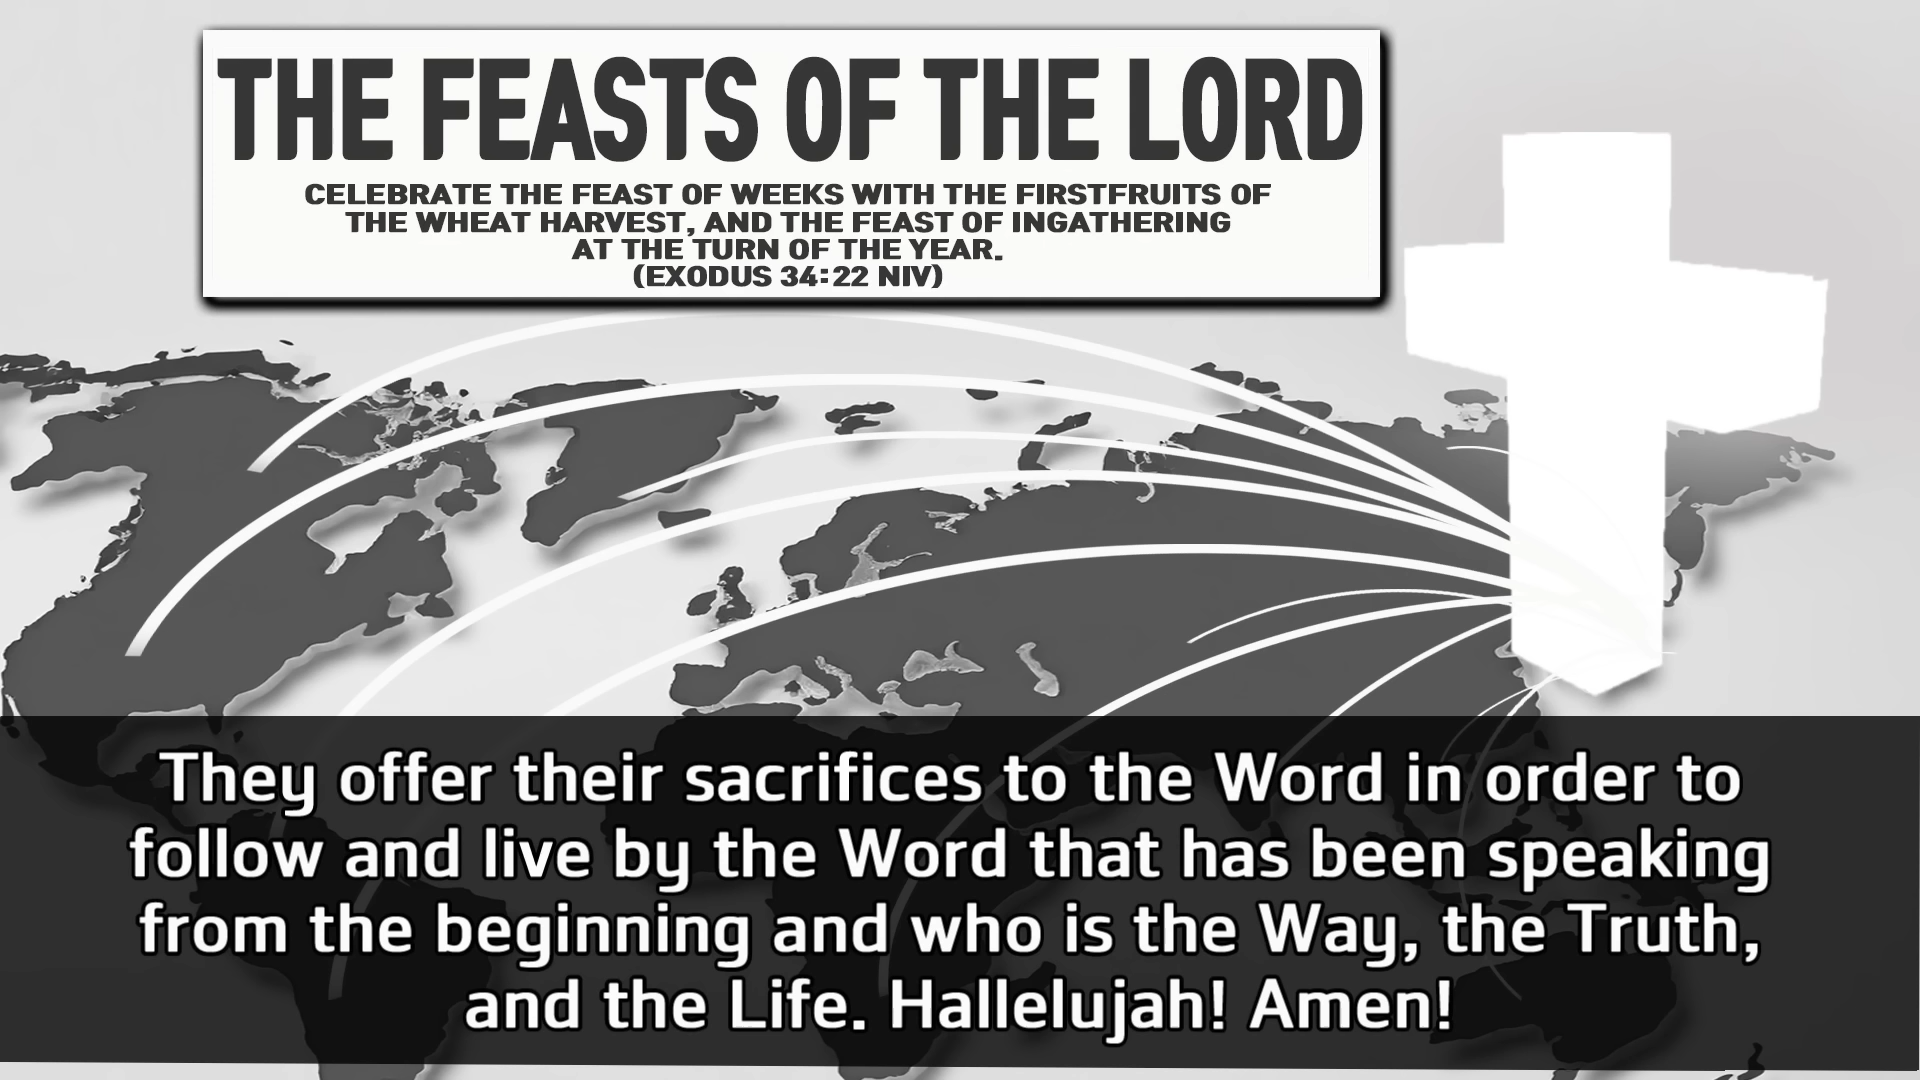 THE FEASTS OF THE LORD
CELEBRATE THE FEAST OF WEEKS WITH THE FIRSTFRUITS OF
THE WHEAT HARVEST, AND THE FEAST OF INGATHERING
AT THE TURN OF THE YEAR.
(EXODUS 34:22 NIV)
They offer their sacrifices to the Word in order to
follow and live by the Word that has been speaking
from the beginning and who is the Way, the Truth,
and the Life. Hallelujah! Amen!